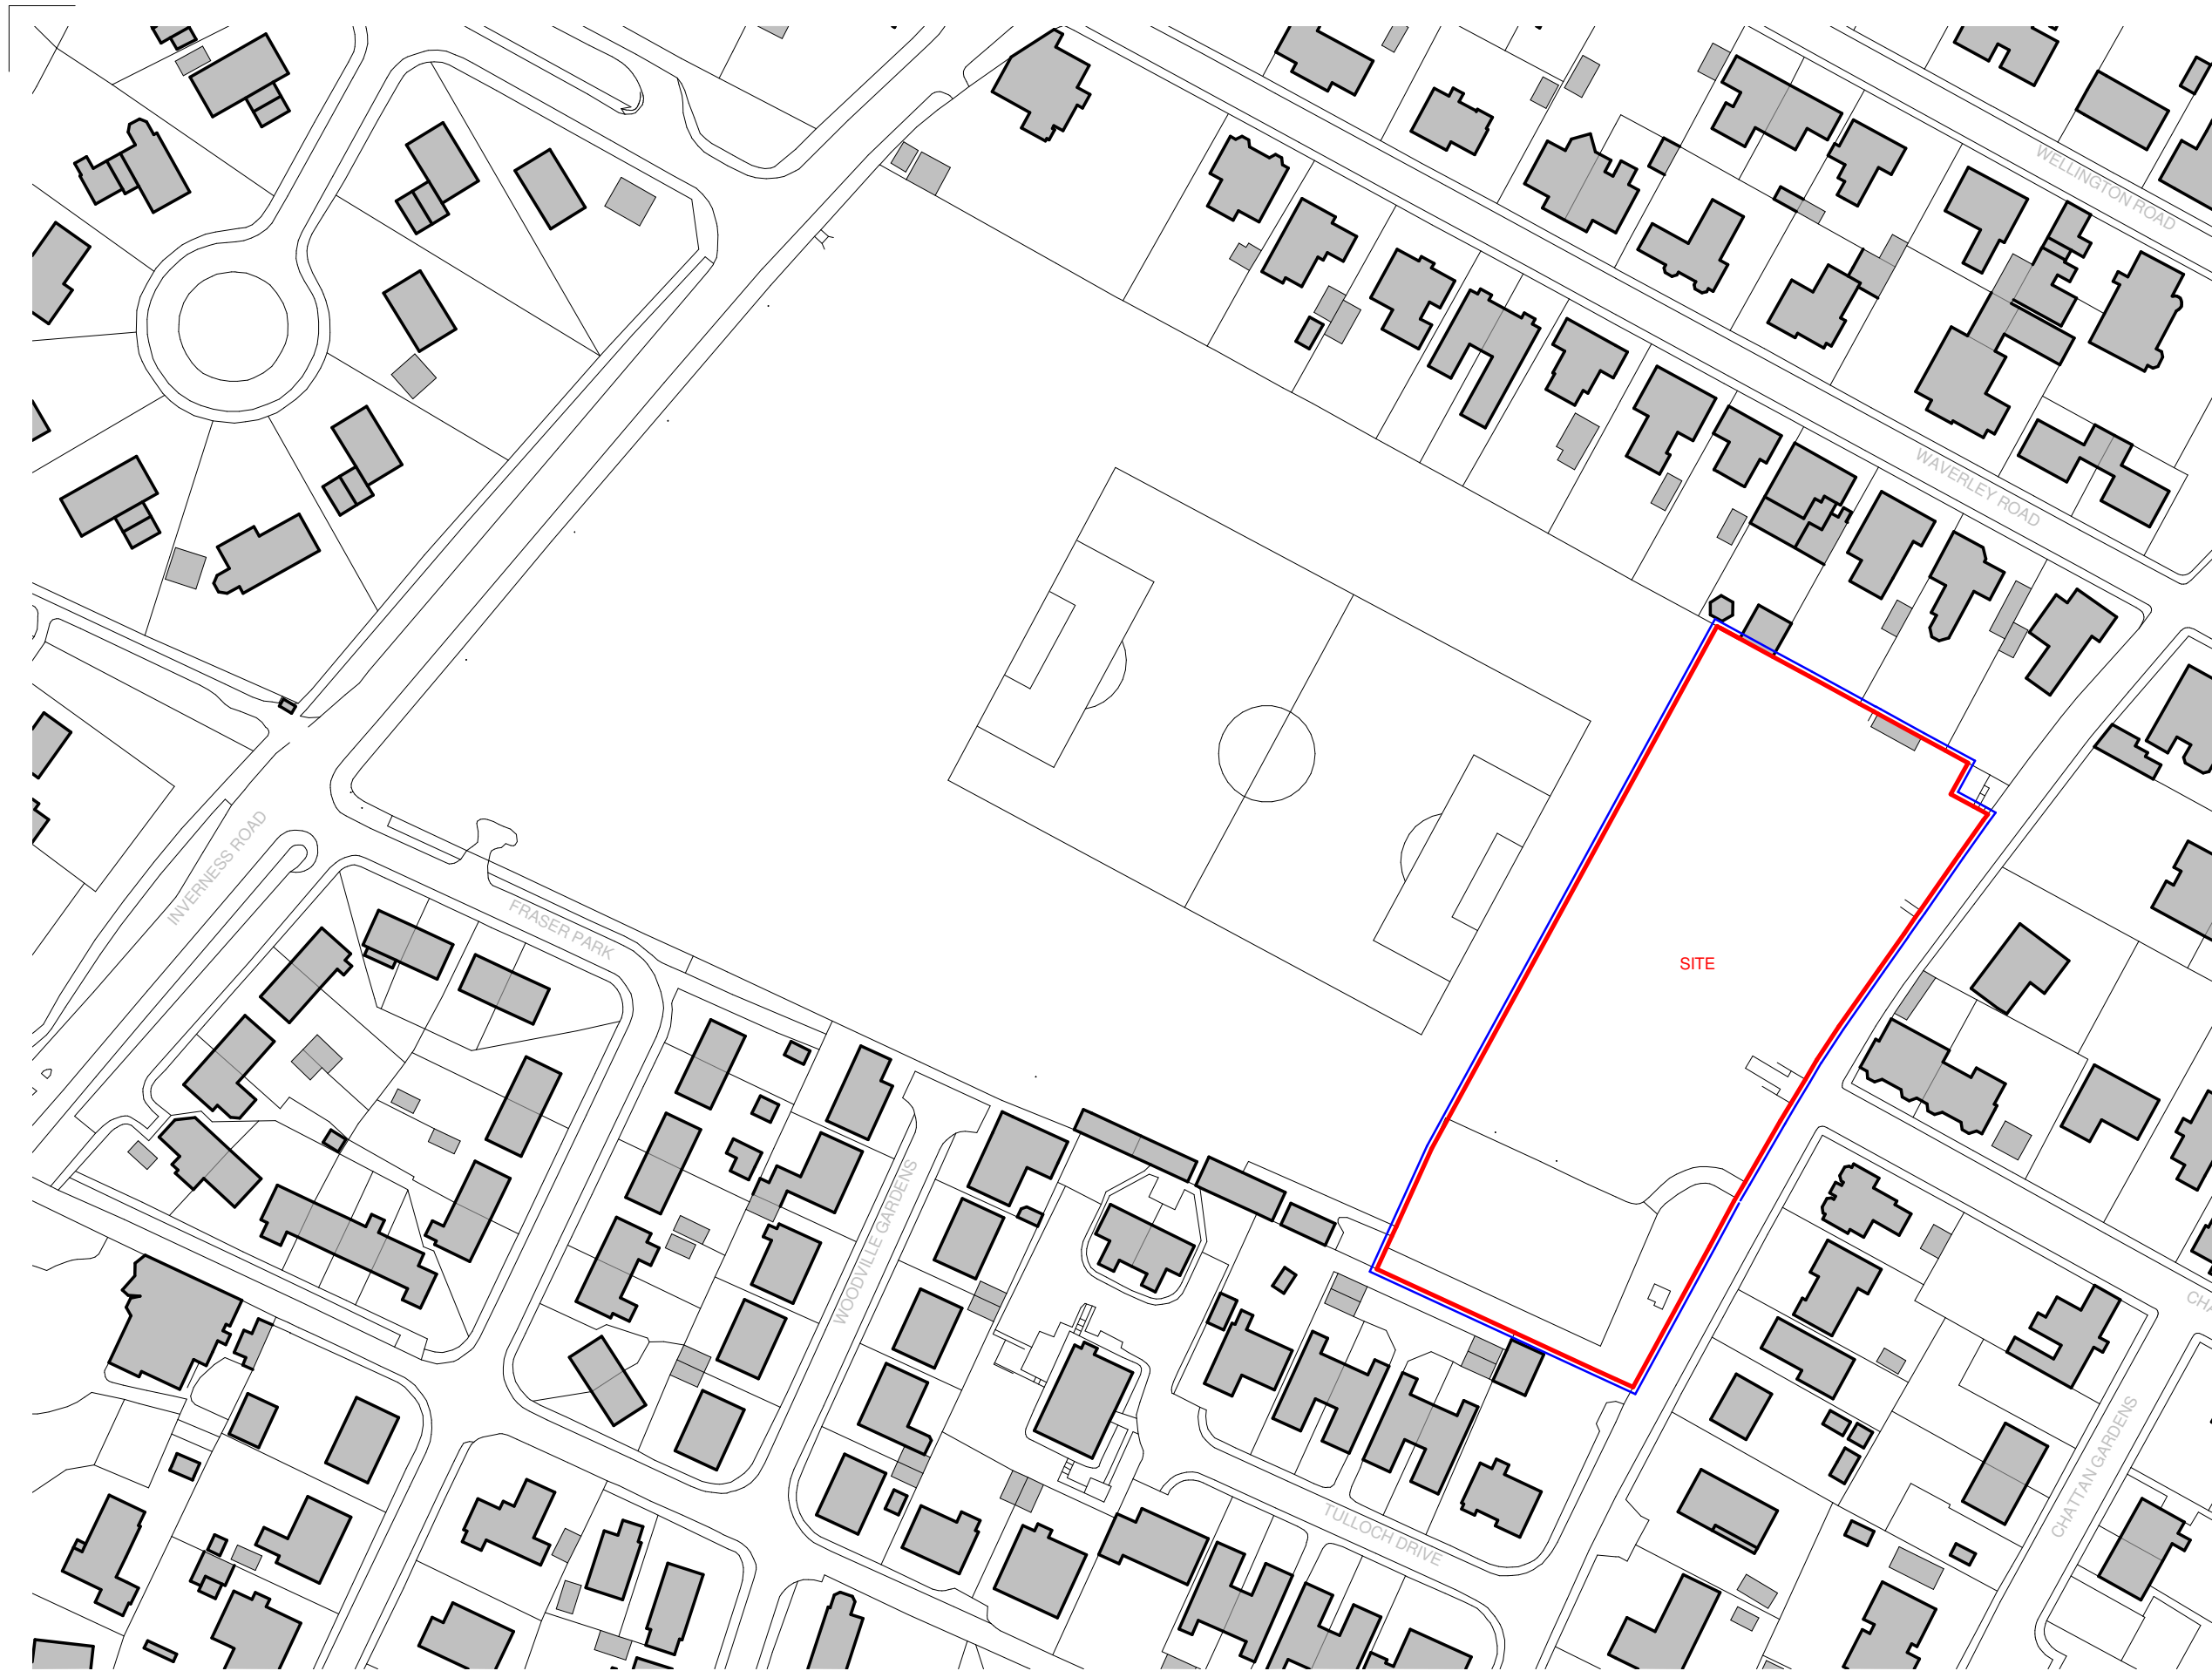 WELLINGTON ROAD
WAVERLEY ROAD
INVERNESS ROAD
FRASER PARK
SITE
WOODVILLE GARDENS
CHATTAN GARDENS
TULLOCH DRIVE